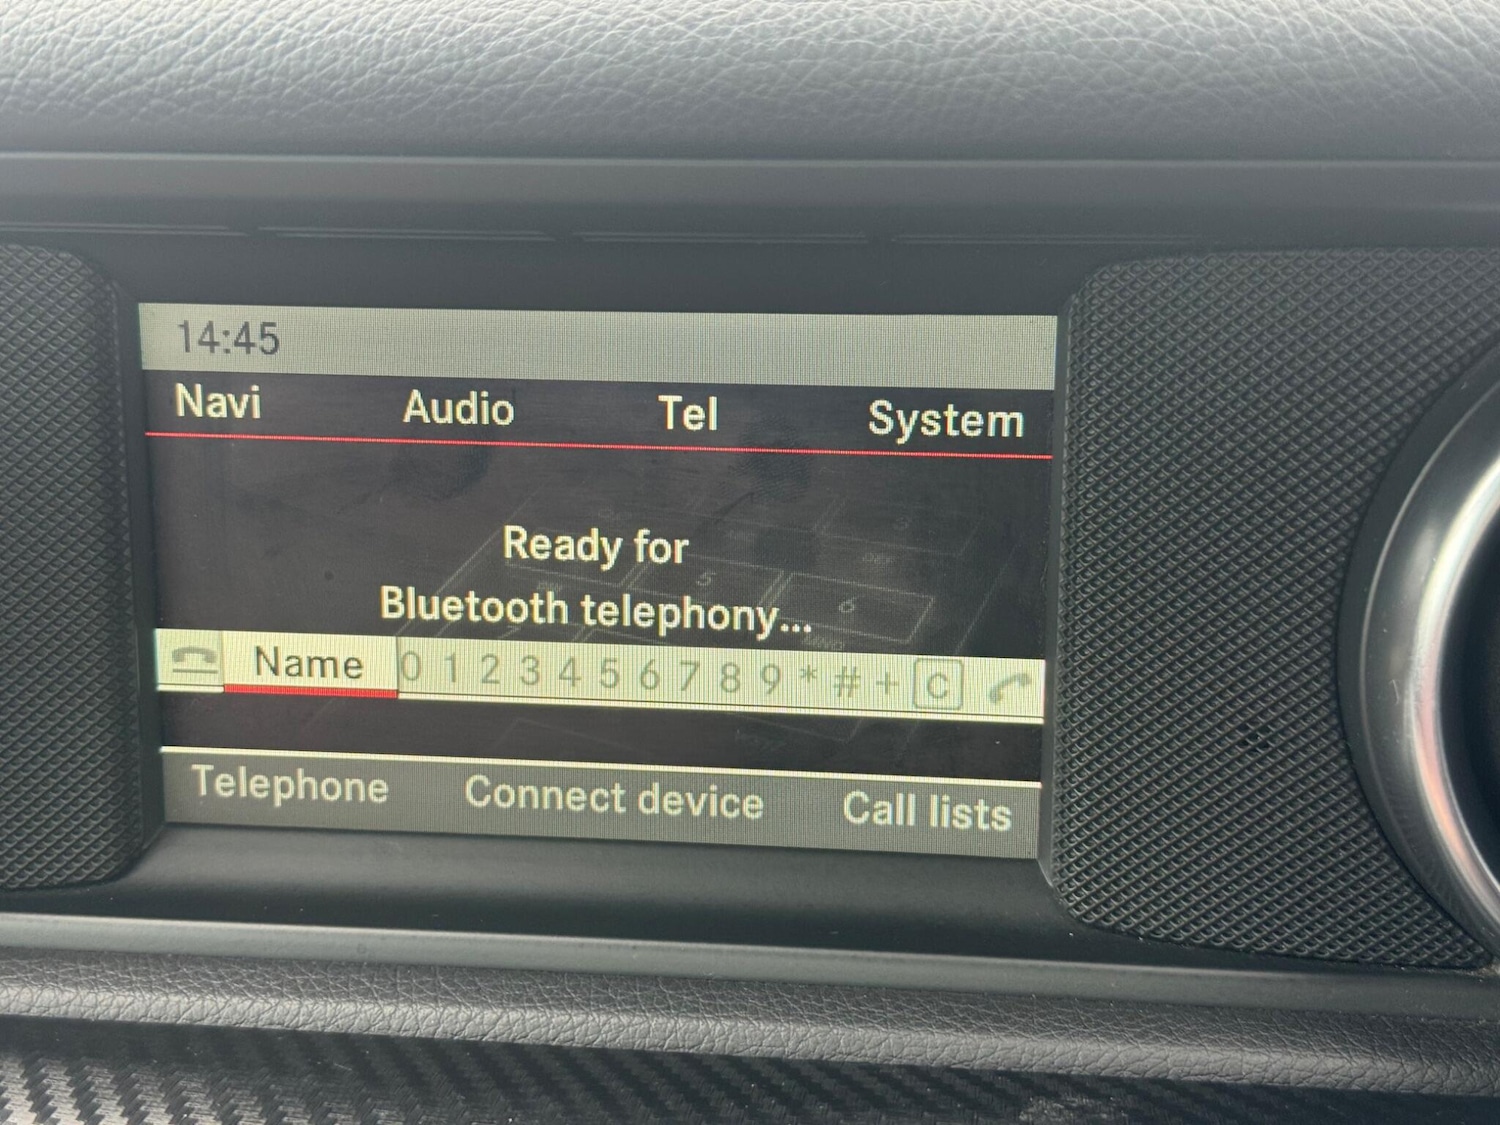 14:45
Navi Audio Tel System
Ready for
Bluetooth telephony...
Name 0 1 2 3 4 5 6 7 8 9 * # + C
Telephone Connect device Call lists